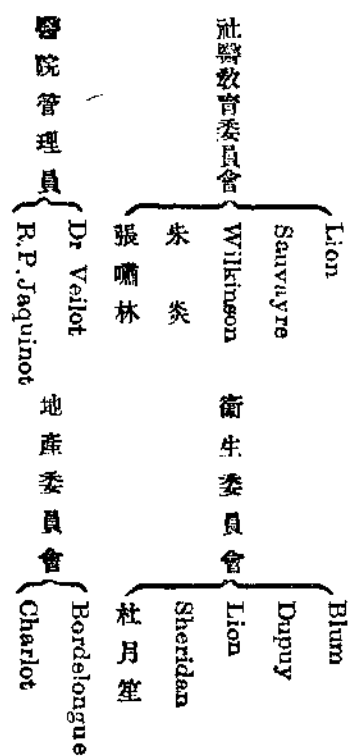 社醫教育委員會
Lion
Sauvayre
Wilkinson
朱炎
張嘯林
衛生委員會
Blum
Dupuy
Lion
Sheridan
杜月笙
醫院管理員
Dr Veilot
R.P.Jaquinot
地產委員會
Bordelongue
Charlot